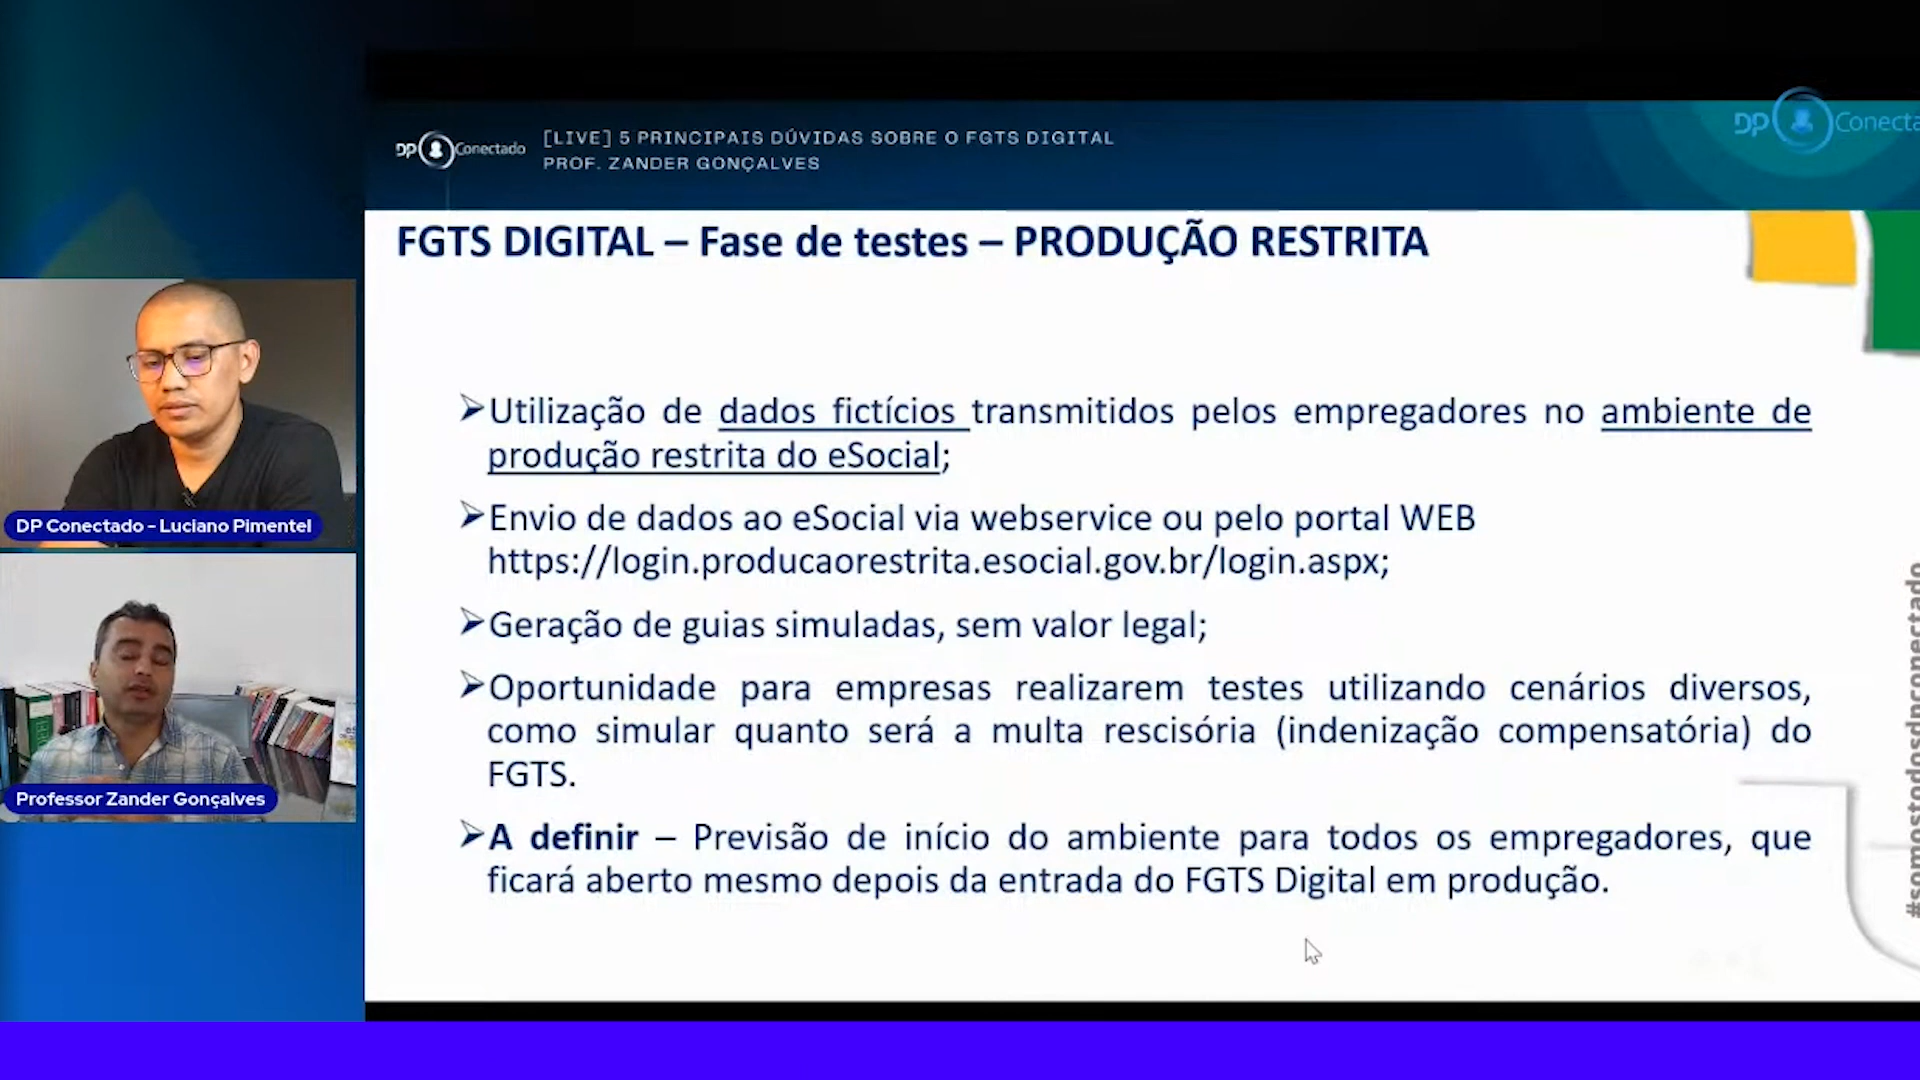 DP Conectado
[LIVE] 5 PRINCIPAIS DÚVIDAS SOBRE O FGTS DIGITAL
PROF. ZANDER GONÇALVES
DP Conecta
FGTS DIGITAL – Fase de testes – PRODUÇÃO RESTRITA
➢Utilização de dados fictícios transmitidos pelos empregadores no ambiente de
produção restrita do eSocial;
➢Envio de dados ao eSocial via webservice ou pelo portal WEB
https://login.producaorestrita.esocial.gov.br/login.aspx;
➢Geração de guias simuladas, sem valor legal;
➢Oportunidade para empresas realizarem testes utilizando cenários diversos,
como simular quanto será a multa rescisória (indenização compensatória) do
FGTS.
➢A definir – Previsão de início do ambiente para todos os empregadores, que
ficará aberto mesmo depois da entrada do FGTS Digital em produção.
DP Conectado - Luciano Pimentel
Professor Zander Gonçalves
#somostodosdpconectado